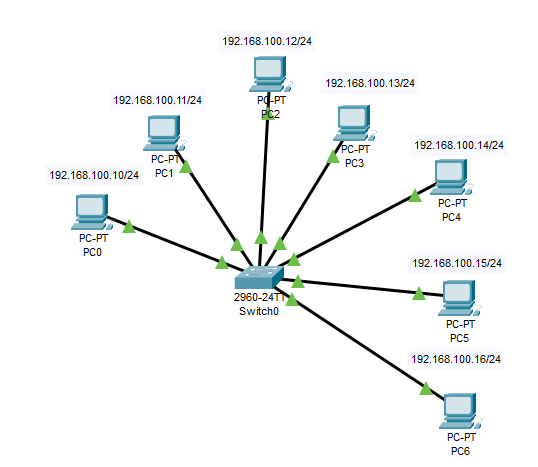 192.168.100.12/24
PC-PT
PC2
192.168.100.13/24
PC-PT
PC3
192.168.100.11/24
PC-PT
PC1
192.168.100.14/24
PC-PT
PC4
192.168.100.10/24
PC-PT
PC0
2960-24TT
Switch0
192.168.100.15/24
PC-PT
PC5
192.168.100.16/24
PC-PT
PC6